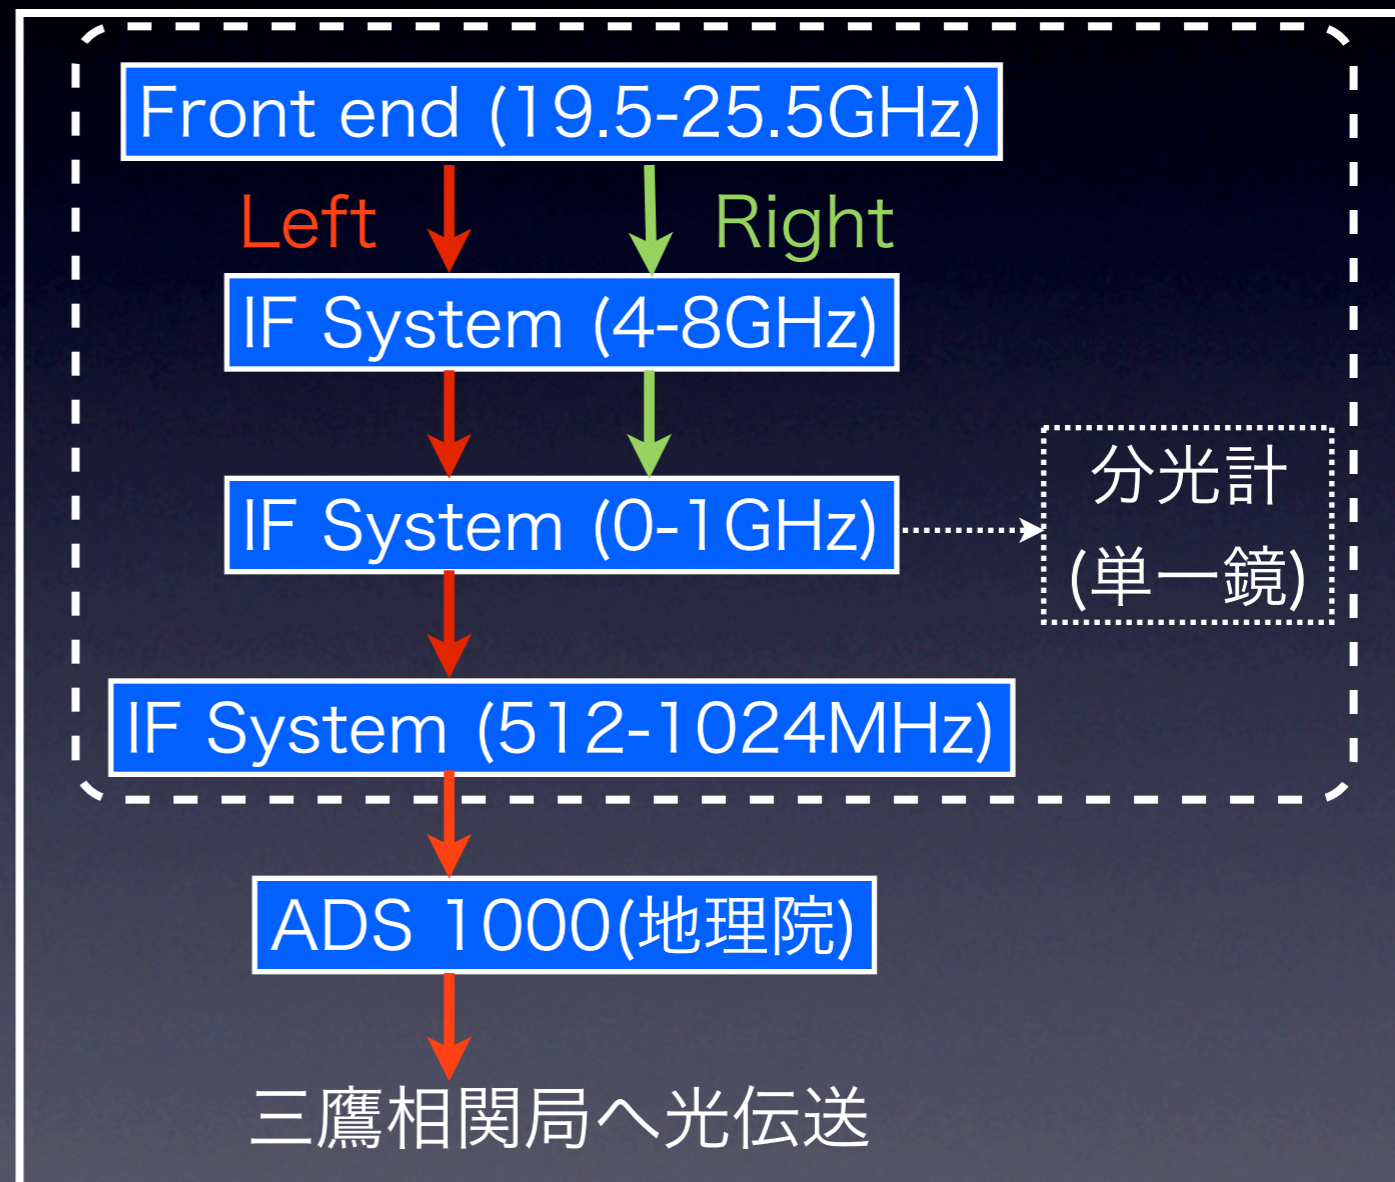 Front end (19.5-25.5GHz)
Left
Right
IF System (4-8GHz)
IF System (0-1GHz)
分光計
(単一鏡)
IF System (512-1024MHz)
ADS 1000(地理院)
三鷹相関局へ光伝送